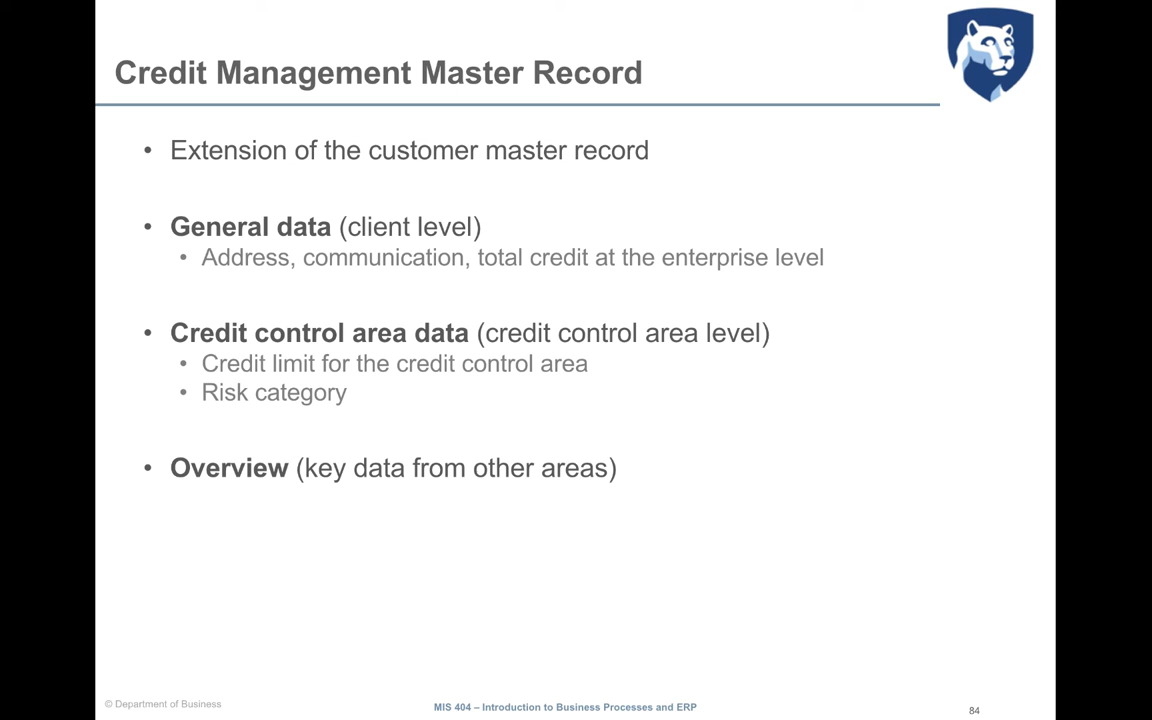 Credit Management Master Record
• Extension of the customer master record
• General data (client level)
• Address, communication, total credit at the enterprise level
• Credit control area data (credit control area level)
• Credit limit for the credit control area
• Risk category
• Overview (key data from other areas)
© Department of Business
MIS 404 – Introduction to Business Processes and ERP
84